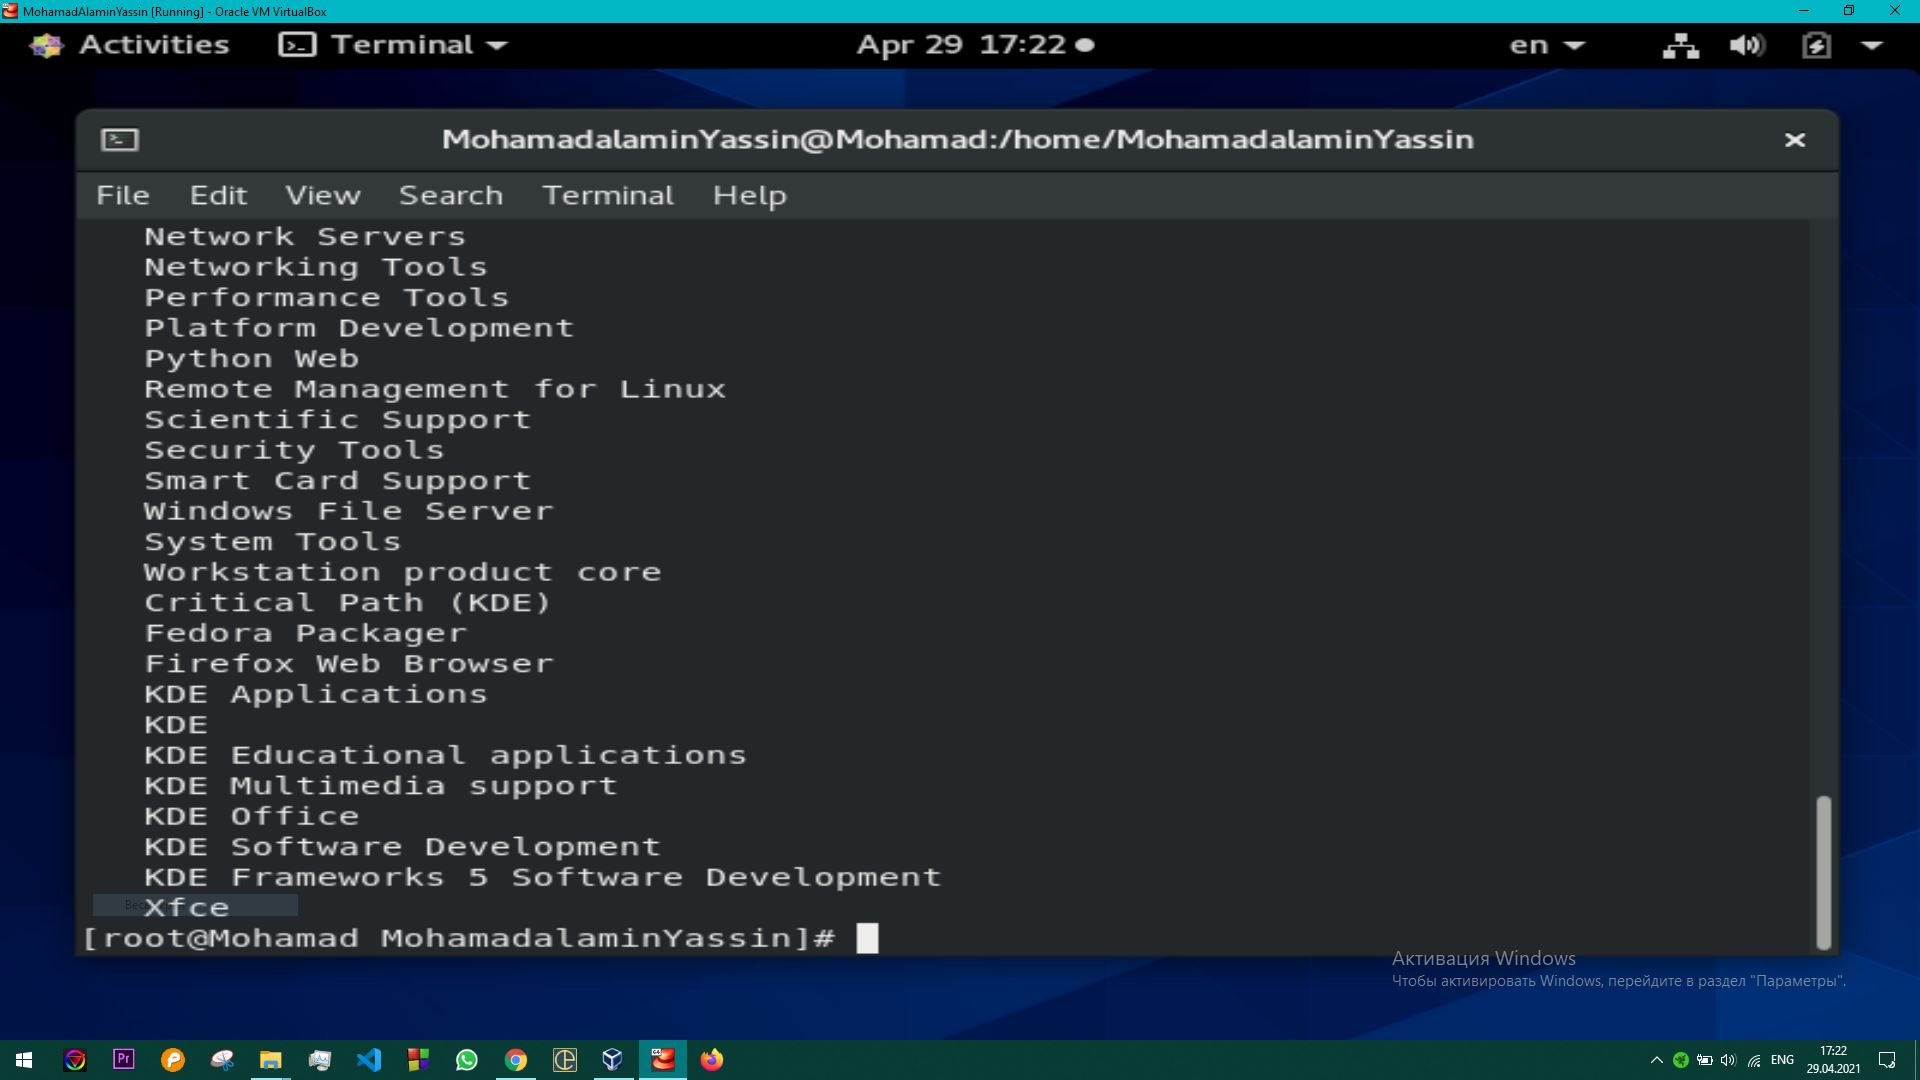 MohamadAlaminYassin [Running] - Oracle VM VirtualBox
Activities Terminal Apr 29 17:22 en
MohamadalaminYassin@Mohamad:/home/MohamadalaminYassin
File Edit View Search Terminal Help
Network Servers
Networking Tools
Performance Tools
Platform Development
Python Web
Remote Management for Linux
Scientific Support
Security Tools
Smart Card Support
Windows File Server
System Tools
Workstation product core
Critical Path (KDE)
Fedora Packager
Firefox Web Browser
KDE Applications
KDE
KDE Educational applications
KDE Multimedia support
KDE Office
KDE Software Development
KDE Frameworks 5 Software Development
Xfce
[root@Mohamad MohamadalaminYassin]#
Активация Windows
Чтобы активировать Windows, перейдите в раздел "Параметры".
Pr
ENG
17:22
29.04.2021